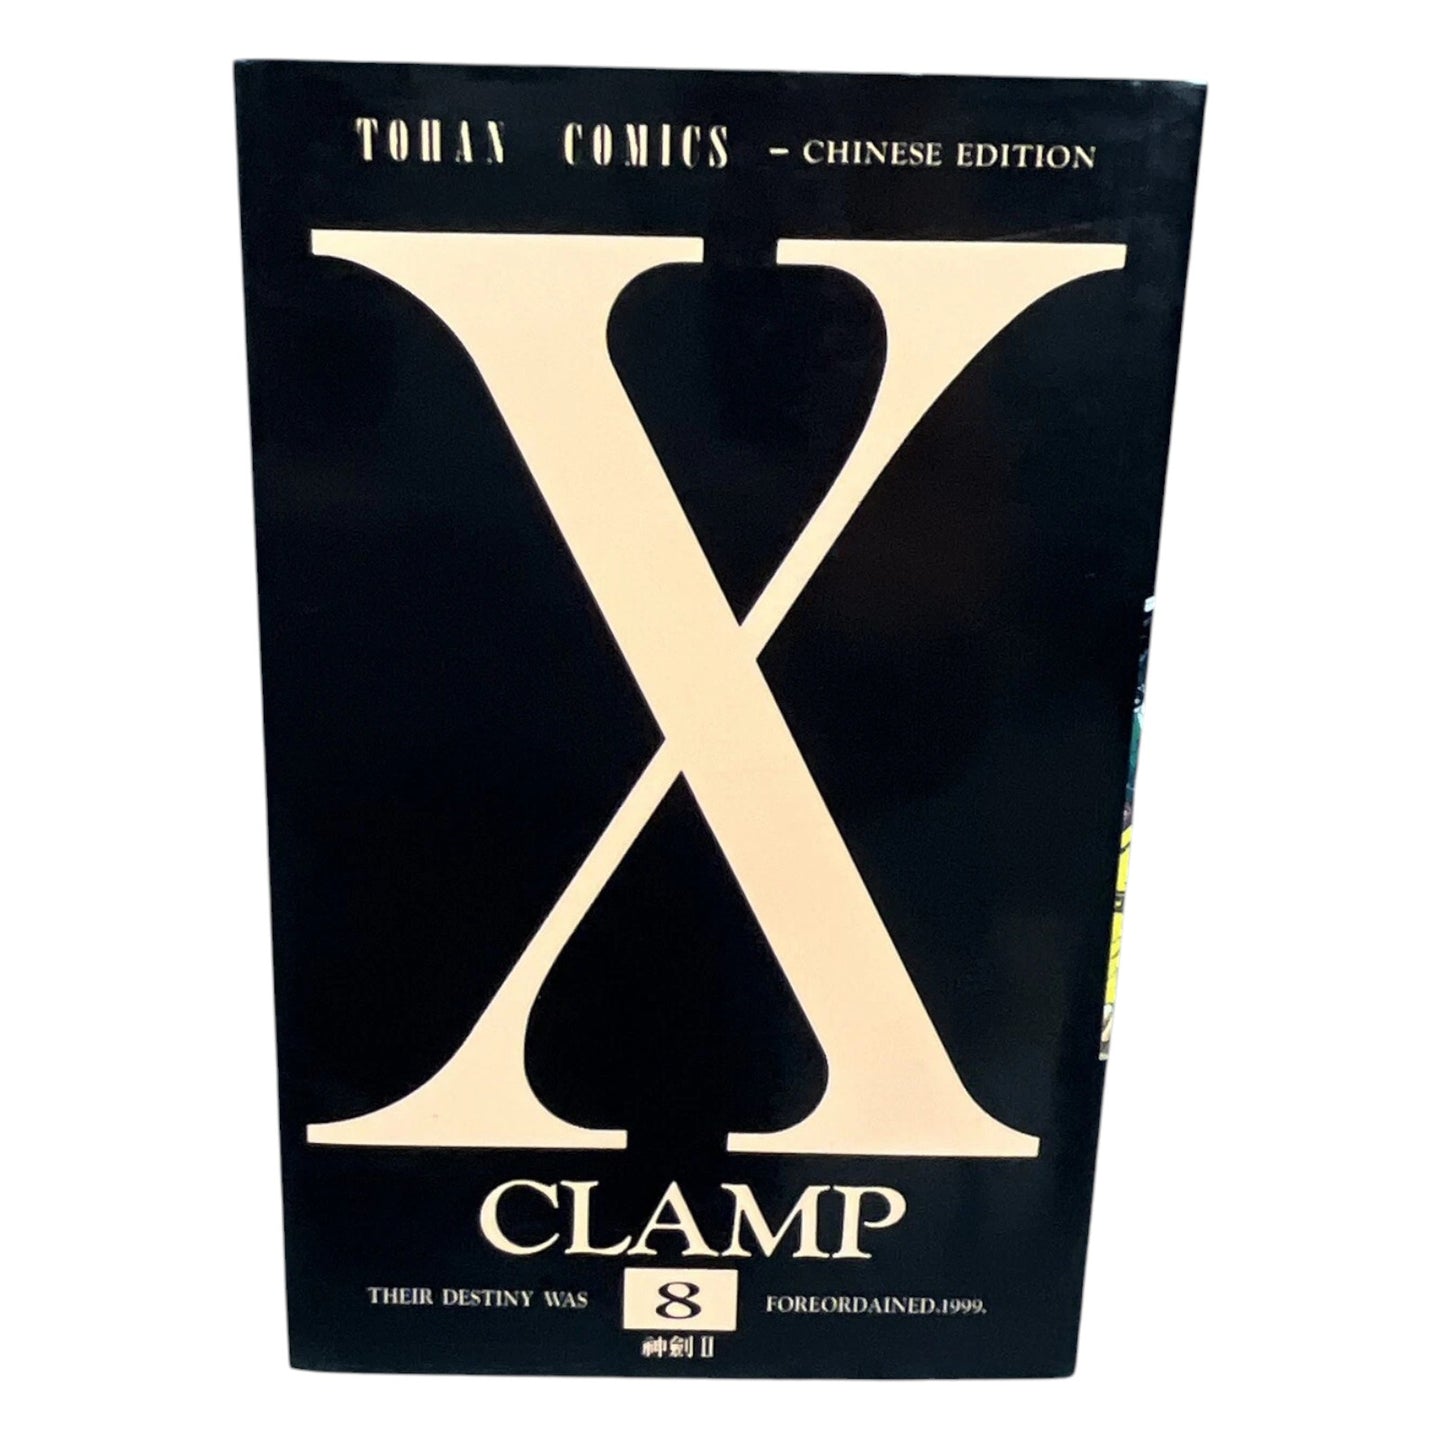 TOHAN COMICS – CHINESE EDITION
X
CLAMP
THEIR DESTINY WAS 8 FOREORDAINED.1999.
神劍 II